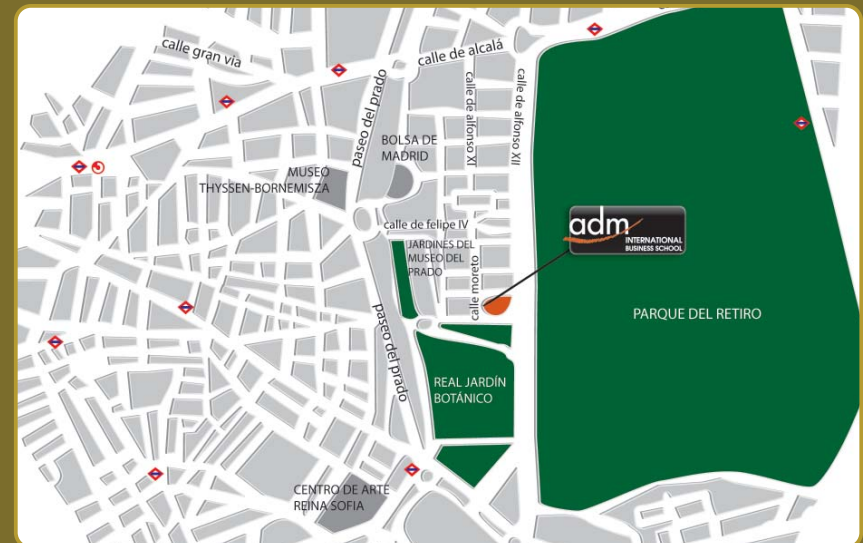 calle gran vía
calle de alcalá
paseo del prado
calle de alfonso XI
calle de alfonso XII
BOLSA DE
MADRID
MUSEO
THYSSEN-BORNEMISZA
calle de felipe IV
adm
INTERNATIONAL
BUSINESS SCHOOL
JARDINES DEL
MUSEO DEL
PRADO
calle moreto
paseo del prado
PARQUE DEL RETIRO
REAL JARDÍN
BOTÁNICO
CENTRO DE ARTE
REINA SOFIA